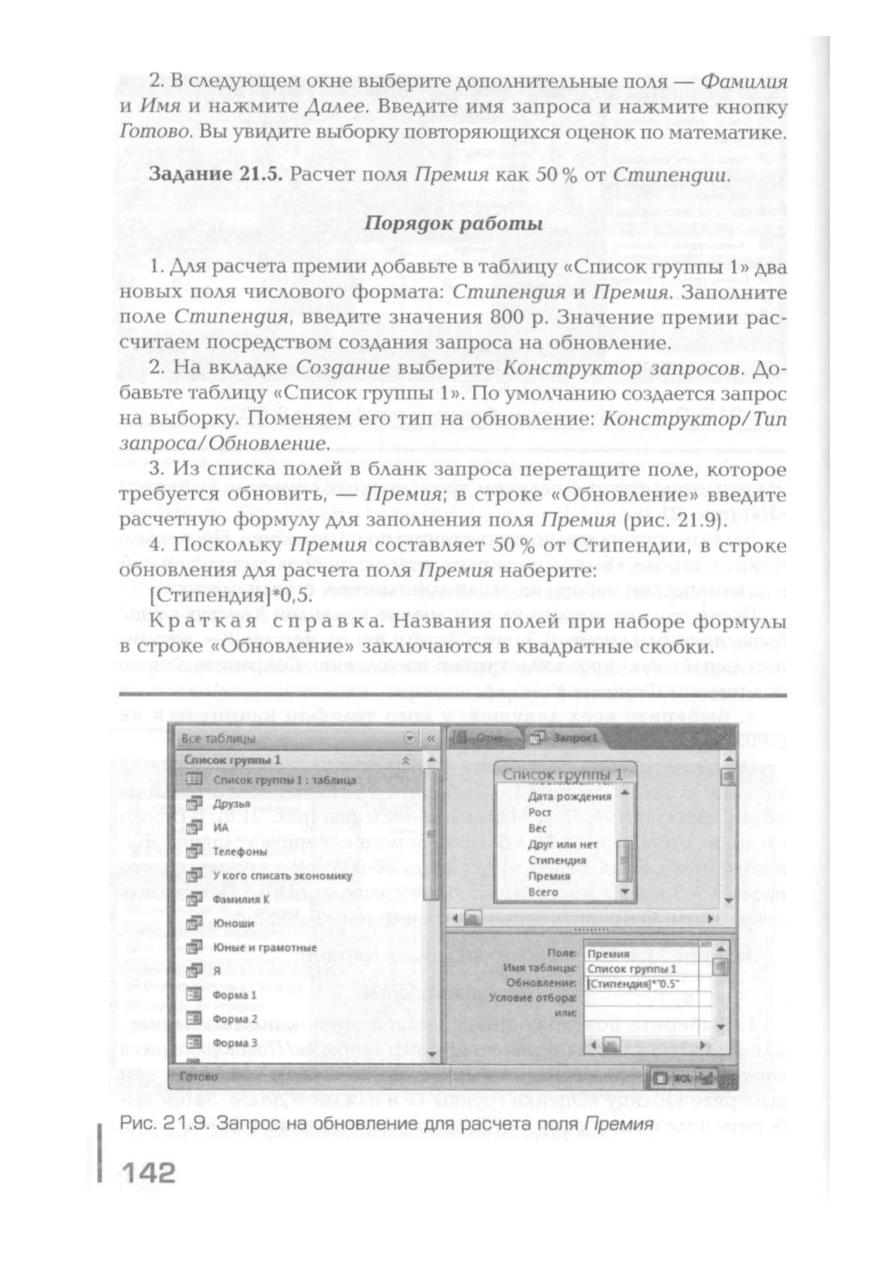 2. В следующем окне выберите дополнительные поля — Фамилия
и Имя и нажмите Далее. Введите имя запроса и нажмите кнопку
Готово. Вы увидите выборку повторяющихся оценок по математике.
Задание 21.5. Расчет поля Премия как 50 % от Стипендии.
Порядок работы
1. Для расчета премии добавьте в таблицу «Список группы 1» два
новых поля числового формата: Стипендия и Премия. Заполните
поле Стипендия, введите значения 800 р. Значение премии рас-
считаем посредством создания запроса на обновление.
2. На вкладке Создание выберите Конструктор запросов. До-
бавьте таблицу «Список группы 1». По умолчанию создается запрос
на выборку. Поменяем его тип на обновление: Конструктор/Тип
запроса/Обновление.
3. Из списка полей в бланк запроса перетащите поле, которое
требуется обновить, — Премия; в строке «Обновление» введите
расчетную формулу для заполнения поля Премия (рис. 21.9).
4. Поскольку Премия составляет 50 % от Стипендии, в строке
обновления для расчета поля Премия наберите:
[Стипендия]*0,5.
Краткая справка. Названия полей при наборе формулы
в строке «Обновление» заключаются в квадратные скобки.
Все таблицы «
Список группы 1
Список группы 1 : таблица
Друзья
ИА
Телефоны
У кого списать экономику
Фамилия К
Юноши
Юные и грамотные
Я
Форма 1
Форма 2
Форма 3
Готово
Отче... Запрос1
Список группы 1
Дата рождения
Рост
Вес
Друг или нет
Стипендия
Премия
Всего
Поле: Премия
Имя таблицы: Список группы 1
Обновление: [Стипендия]*"0.5"
Условие отбора:
или:
SQL
Рис. 21.9. Запрос на обновление для расчета поля Премия
142